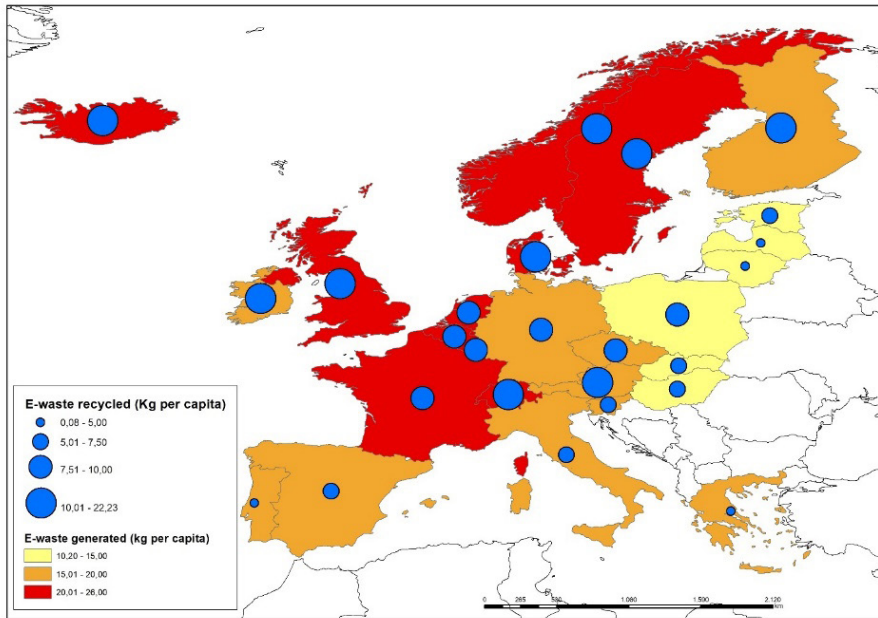 E-waste recycled (Kg per capita)
0,08 - 5,00
5,01 - 7,50
7,51 - 10,00
10,01 - 22,23
E-waste generated (kg per capita)
10,20 - 15,00
15,01 - 20,00
20,01 - 26,00
0 265 530 1.060 1.590 2.120
km